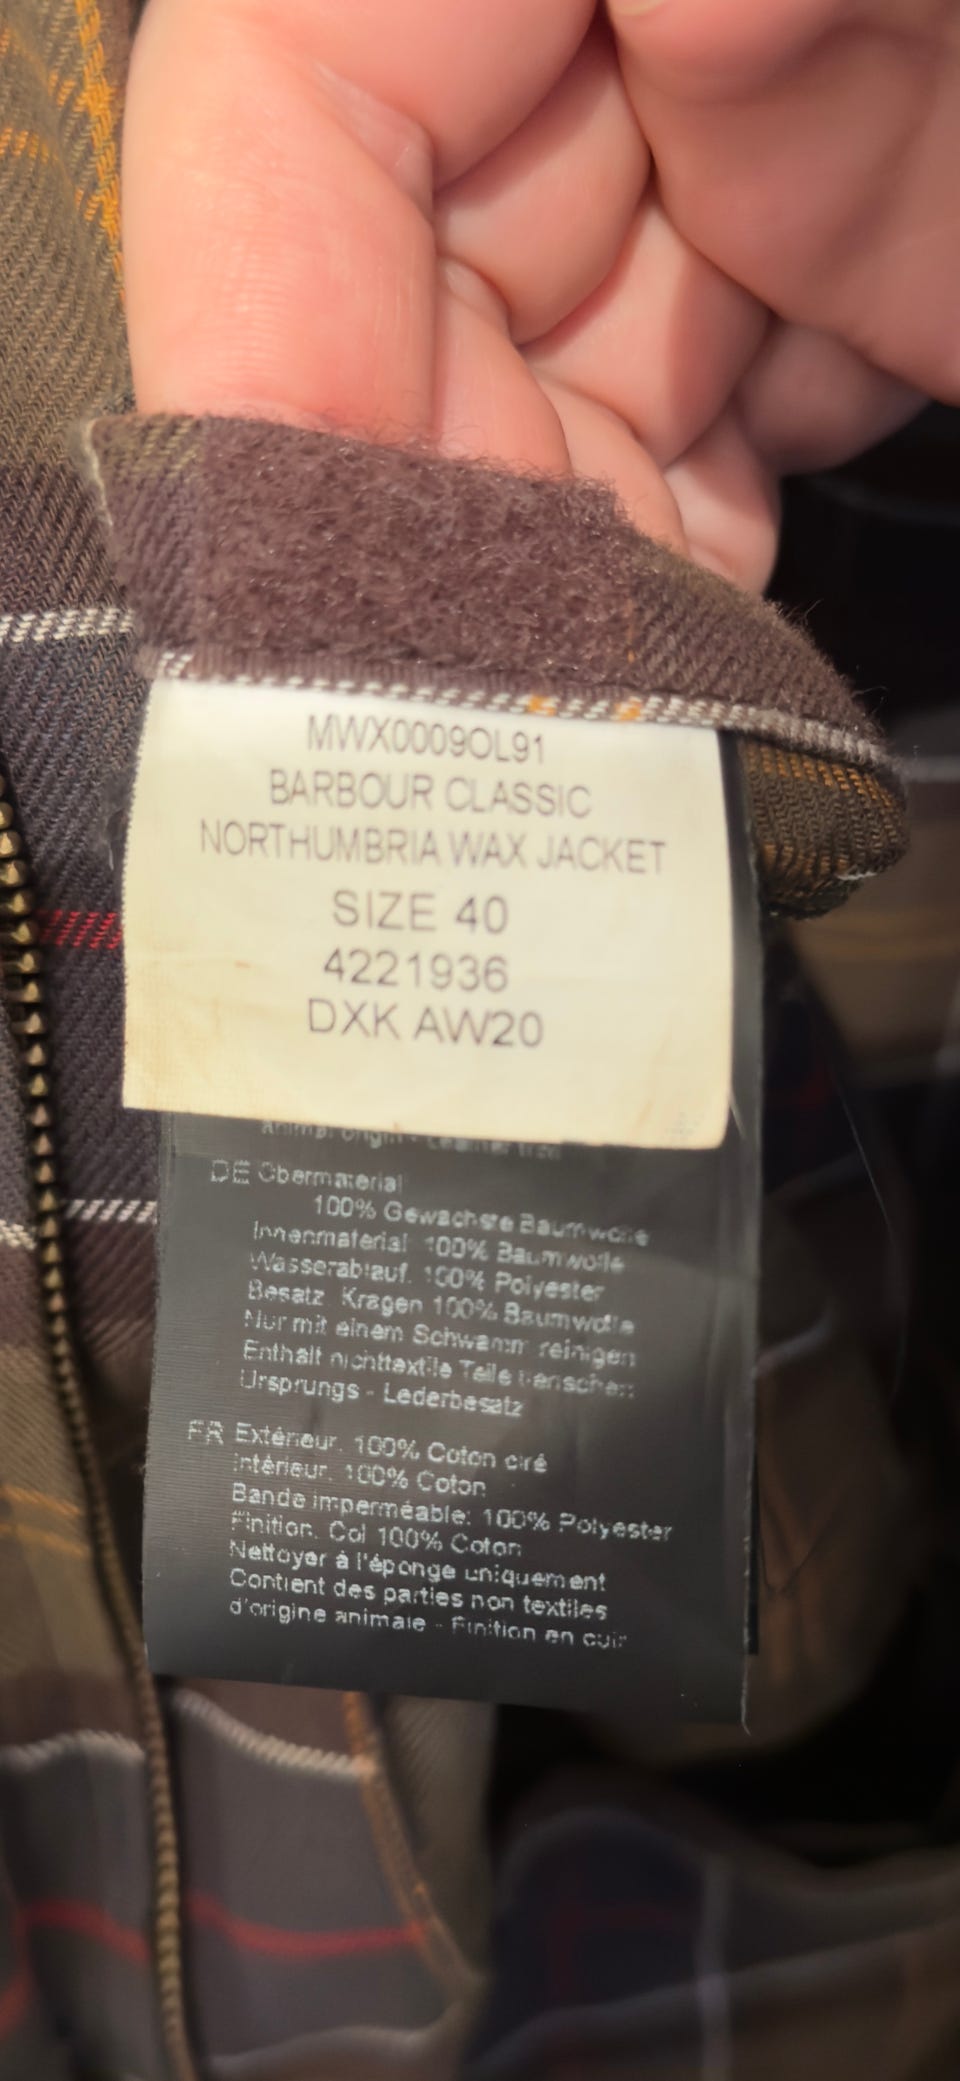 MWX0009OL91
BARBOUR CLASSIC
NORTHUMBRIA WAX JACKET
SIZE 40
4221936
DXK AW20
DE Obermaterial
100% Gewachste Baumwolle
Innenmaterial 100% Baumwolle
Wasserablauf. 100% Polyester
Besatz Kragen 100% Baumwolle
Nur mit einem Schwamm reinigen
Enthalt nichttextile Teile tierischen
Ursprungs - Lederbesatz
FR Extérieur. 100% Coton ciré
Intérieur. 100% Coton
Bande imperméable: 100% Polyester
Finition. Col 100% Coton
Nettoyer à l'éponge uniquement
Contient des parties non textiles
d'origine animale - Finition en cuir